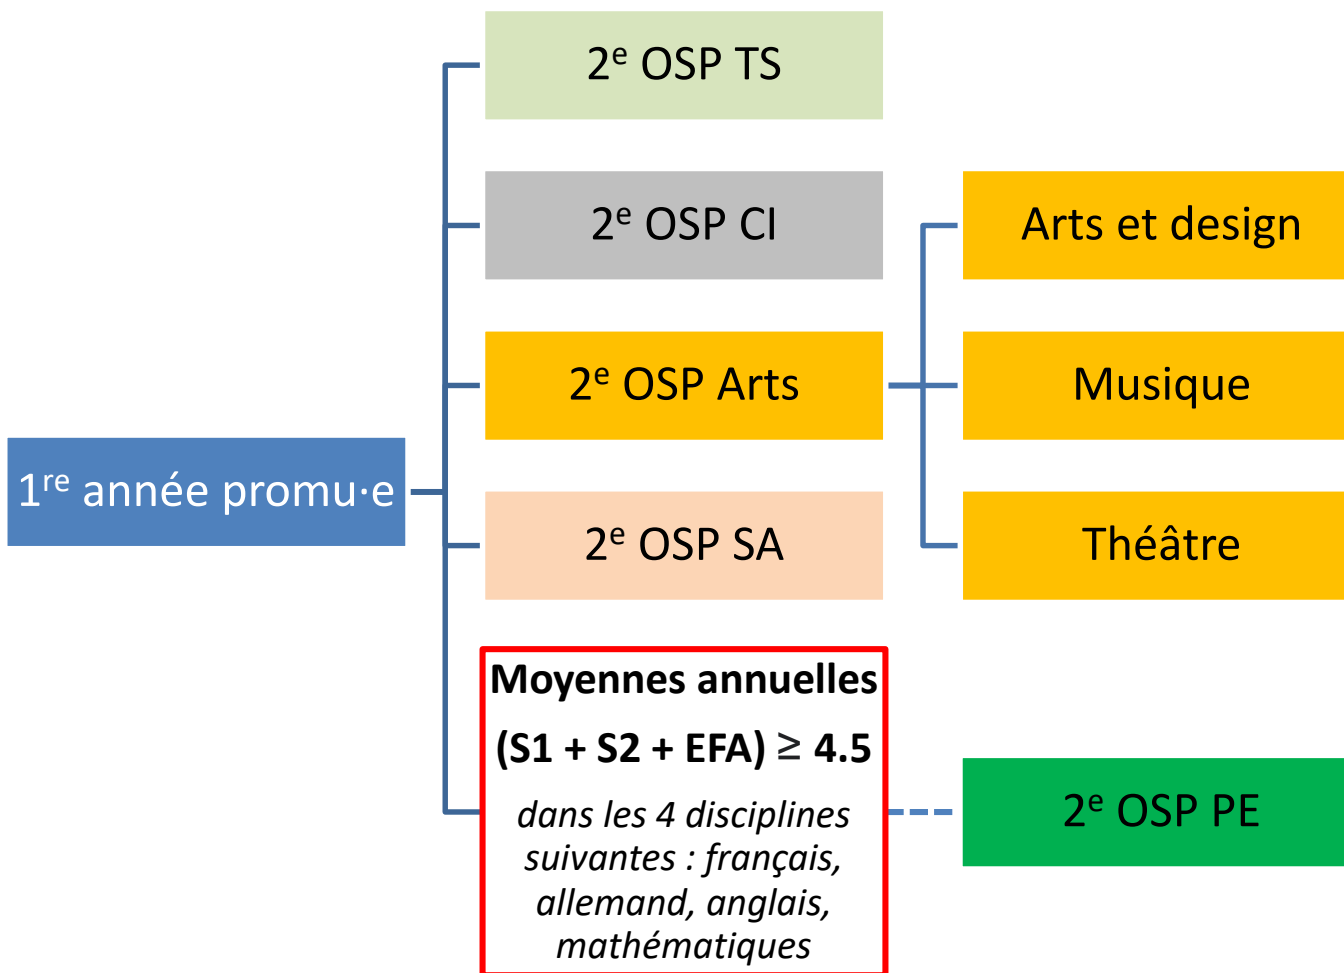 2e OSP TS
2e OSP CI
Arts et design
2e OSP Arts
Musique
1re année promu·e
2e OSP SA
Théâtre
Moyennes annuelles
(S1 + S2 + EFA) ≥ 4.5
dans les 4 disciplines
suivantes : français,
allemand, anglais,
mathématiques
2e OSP PE